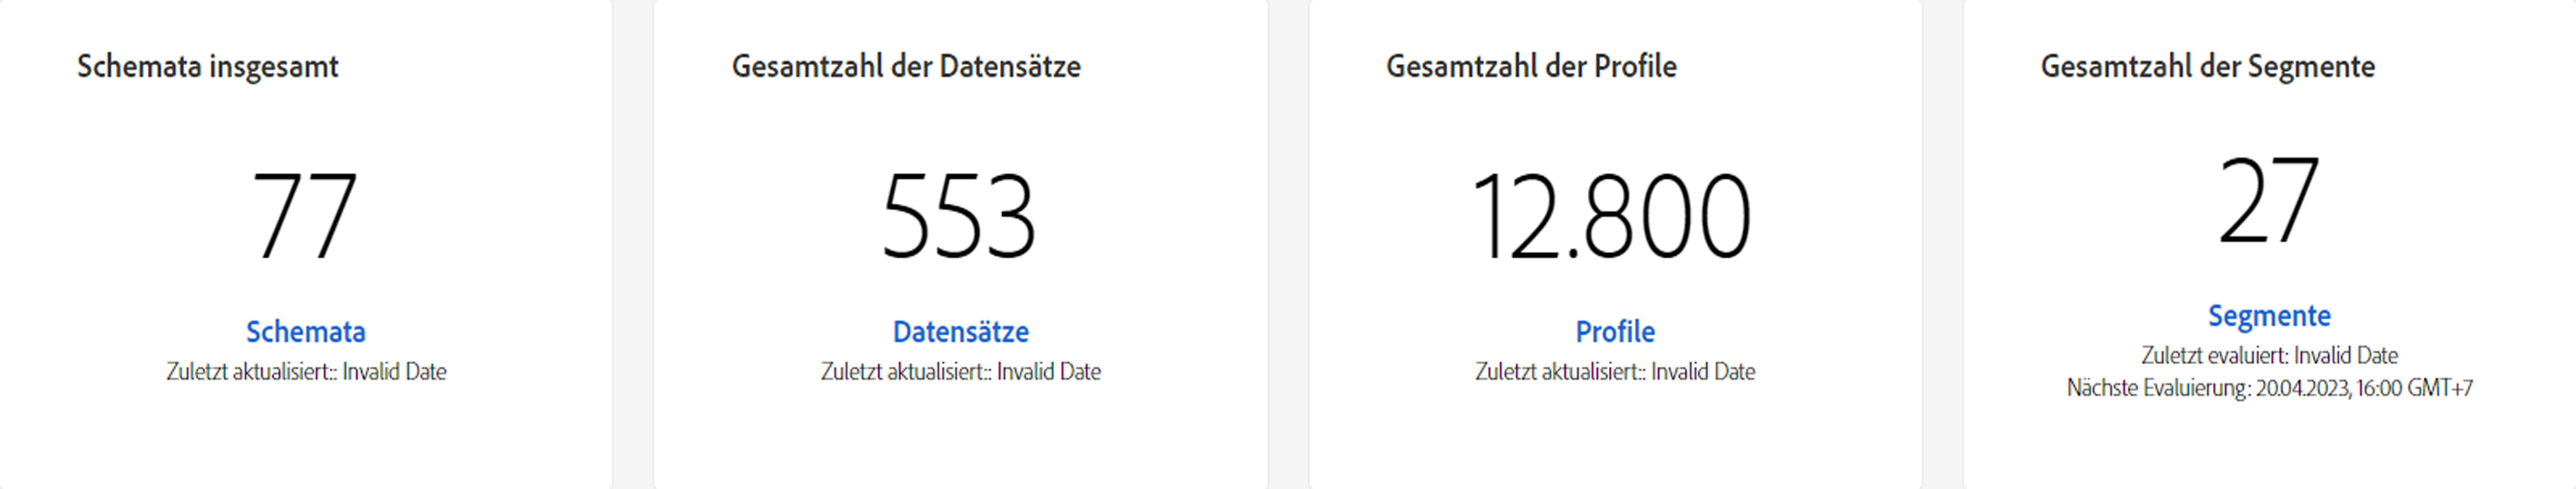 Schemata insgesamt
77
Schemata
Zuletzt aktualisiert:: Invalid Date
Gesamtzahl der Datensätze
553
Datensätze
Zuletzt aktualisiert:: Invalid Date
Gesamtzahl der Profile
12.800
Profile
Zuletzt aktualisiert:: Invalid Date
Gesamtzahl der Segmente
27
Segmente
Zuletzt evaluiert: Invalid Date
Nächste Evaluierung: 20.04.2023, 16:00 GMT+7